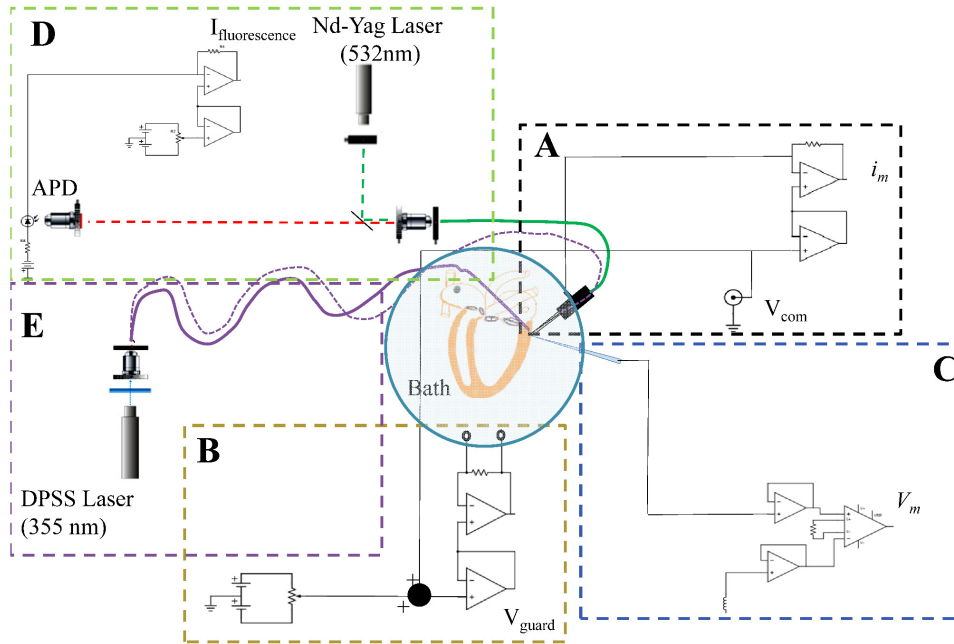 D
I_fluorescence
Nd-Yag Laser
(532nm)
APD
A
i_m
V_com
E
Bath
C
B
DPSS Laser
(355 nm)
V_m
V_guard